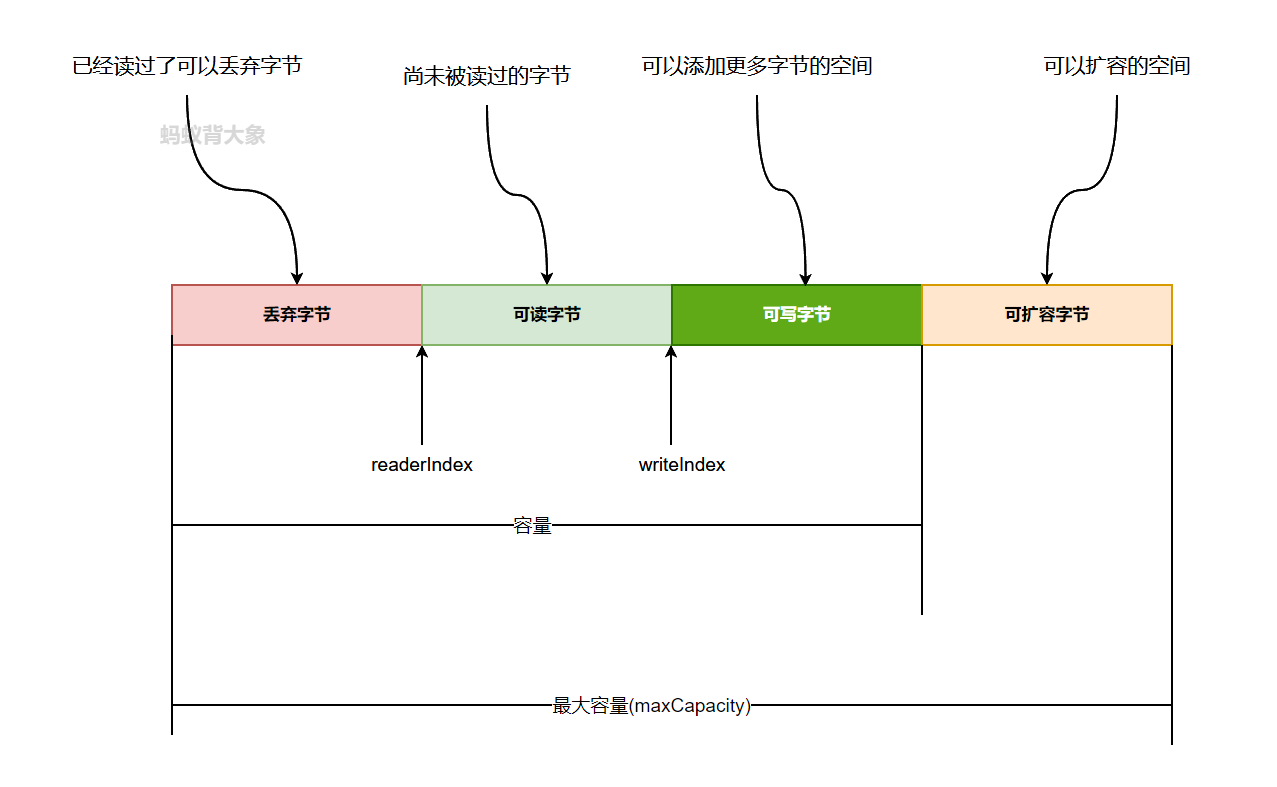 已经读过了可以丢弃字节
尚未被读过的字节
可以添加更多字节的空间
可以扩容的空间
蚂蚁背大象
丢弃字节
可读字节
可写字节
可扩容字节
readerIndex
writeIndex
容量
最大容量(maxCapacity)